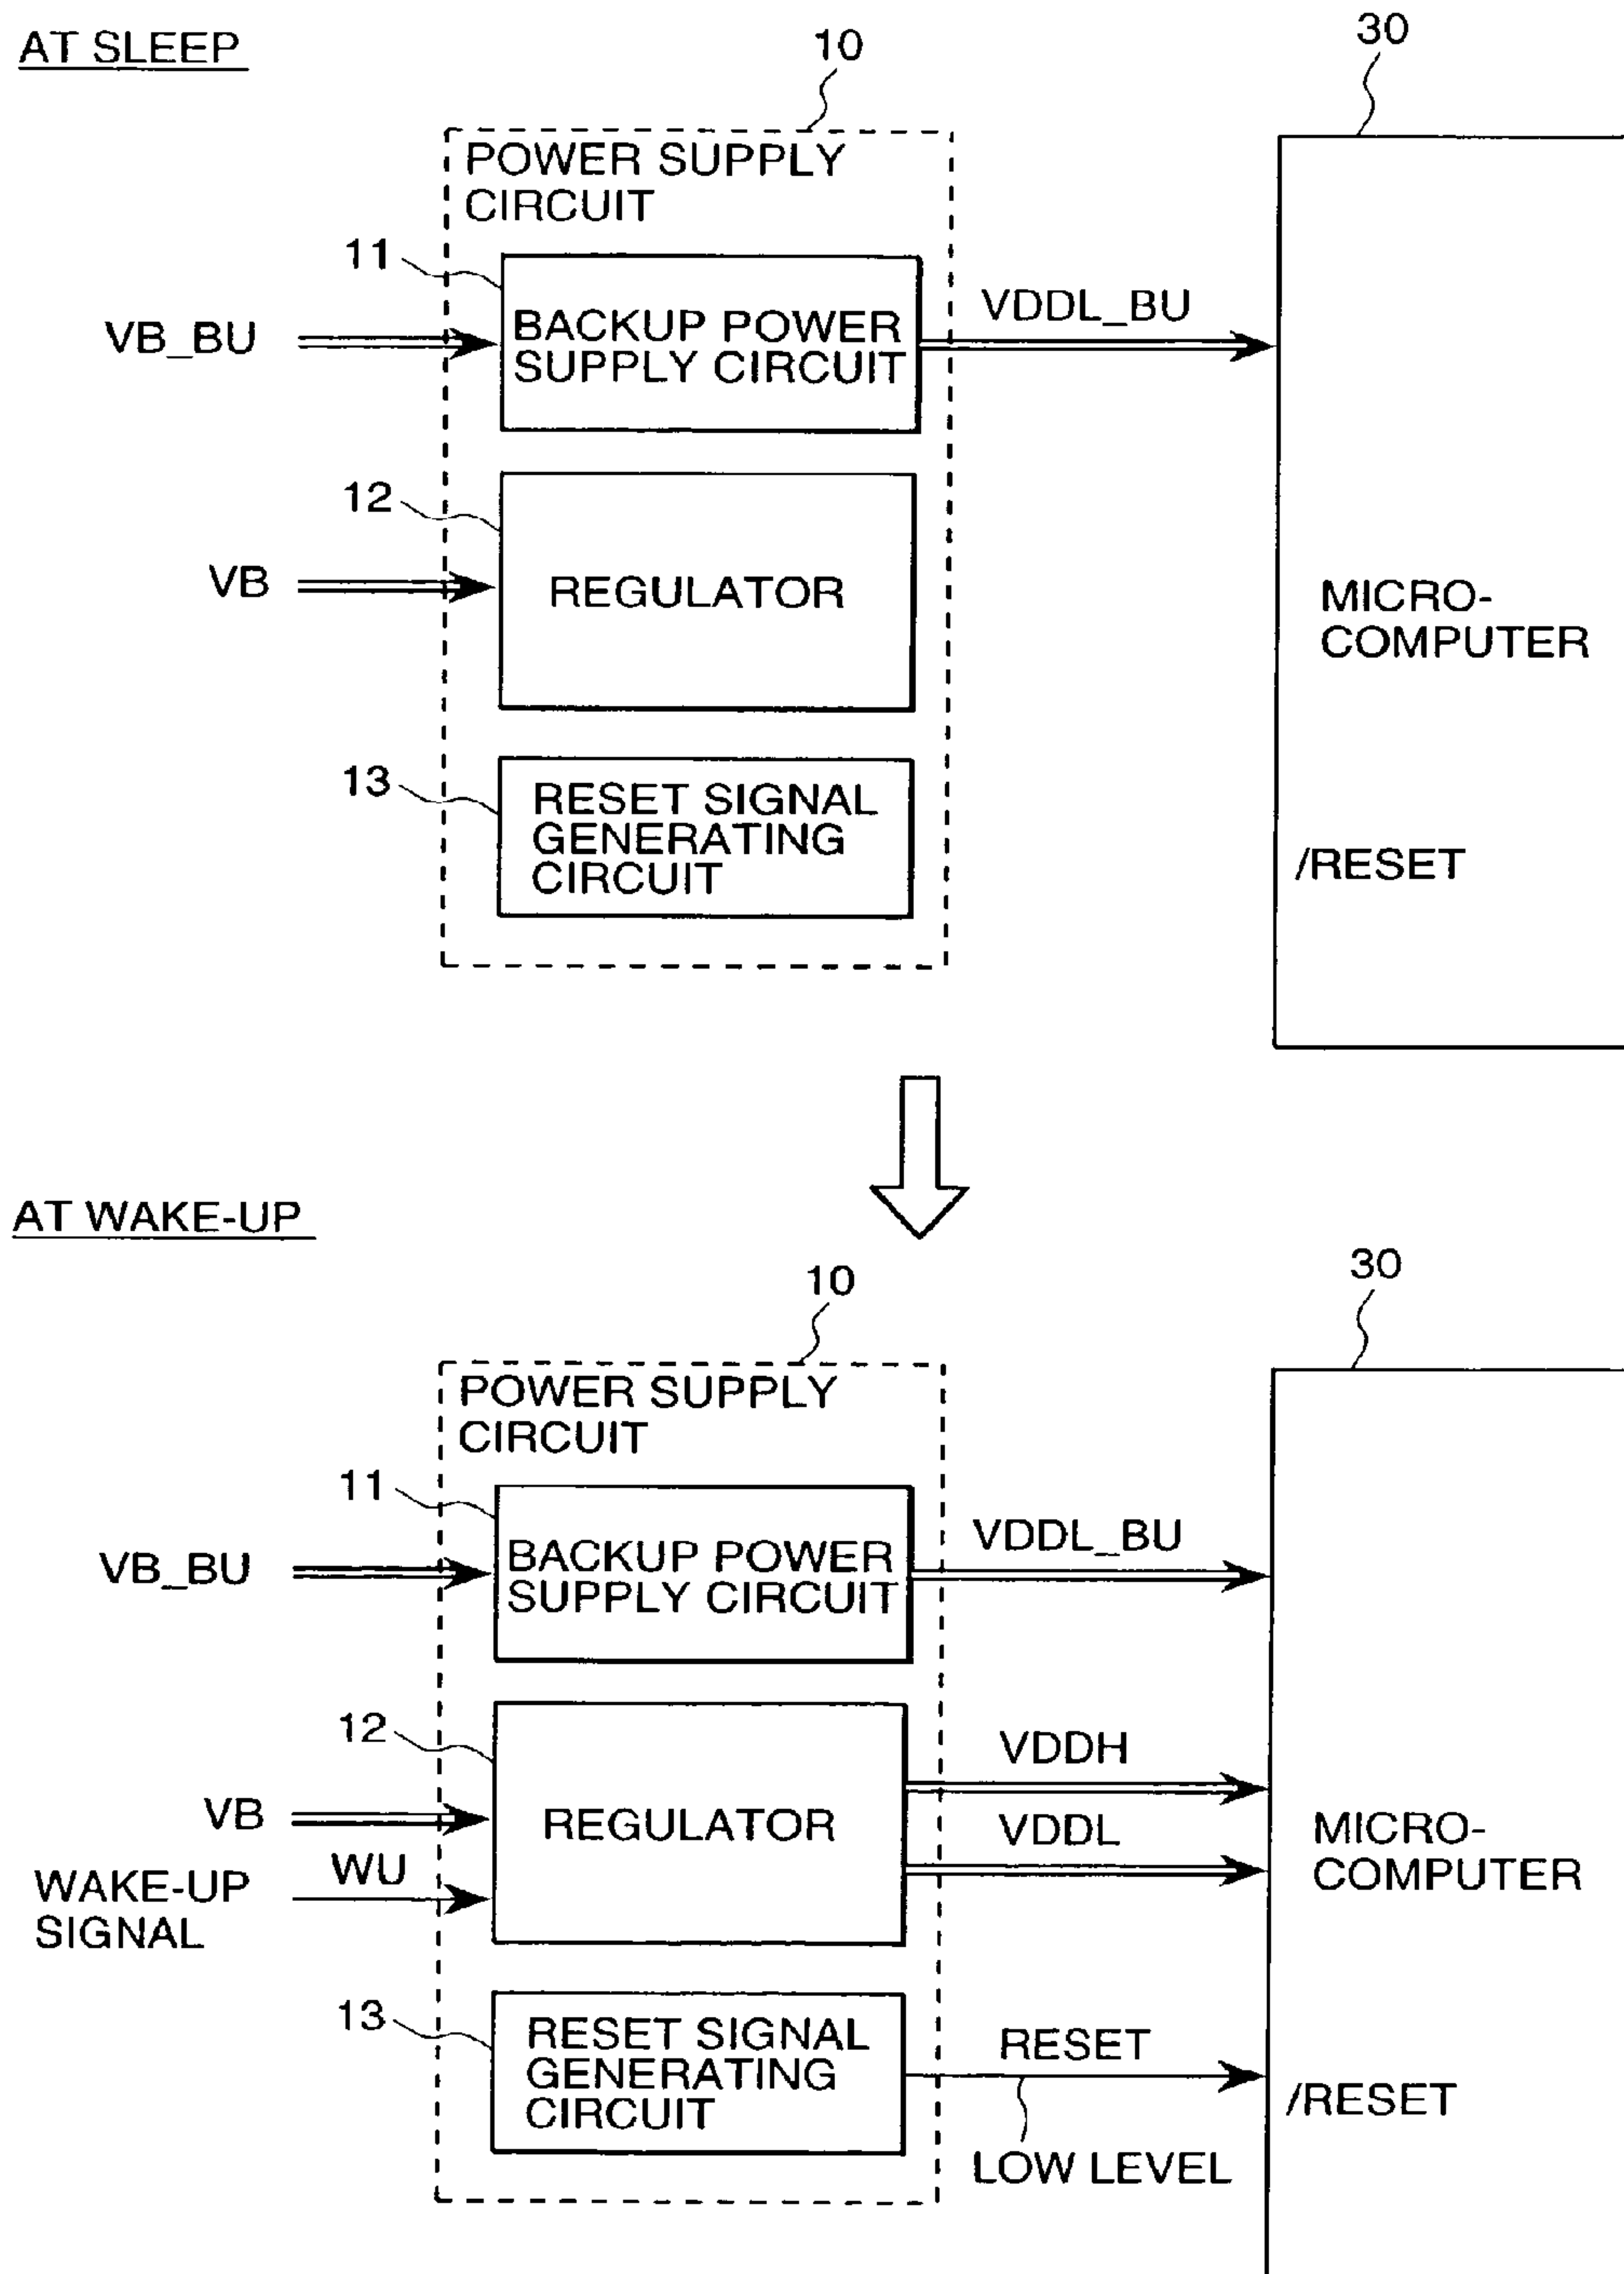 AT SLEEP
10
30
POWER SUPPLY
CIRCUIT
11
VB_BU
BACKUP POWER
SUPPLY CIRCUIT
VDDL_BU
12
VB
REGULATOR
MICRO-
COMPUTER
13
RESET SIGNAL
GENERATING
CIRCUIT
/RESET
AT WAKE-UP
10
30
POWER SUPPLY
CIRCUIT
11
VB_BU
BACKUP POWER
SUPPLY CIRCUIT
VDDL_BU
12
VDDH
VB
REGULATOR
VDDL
MICRO-
COMPUTER
WAKE-UP
SIGNAL
WU
13
RESET SIGNAL
GENERATING
CIRCUIT
RESET
/RESET
LOW LEVEL